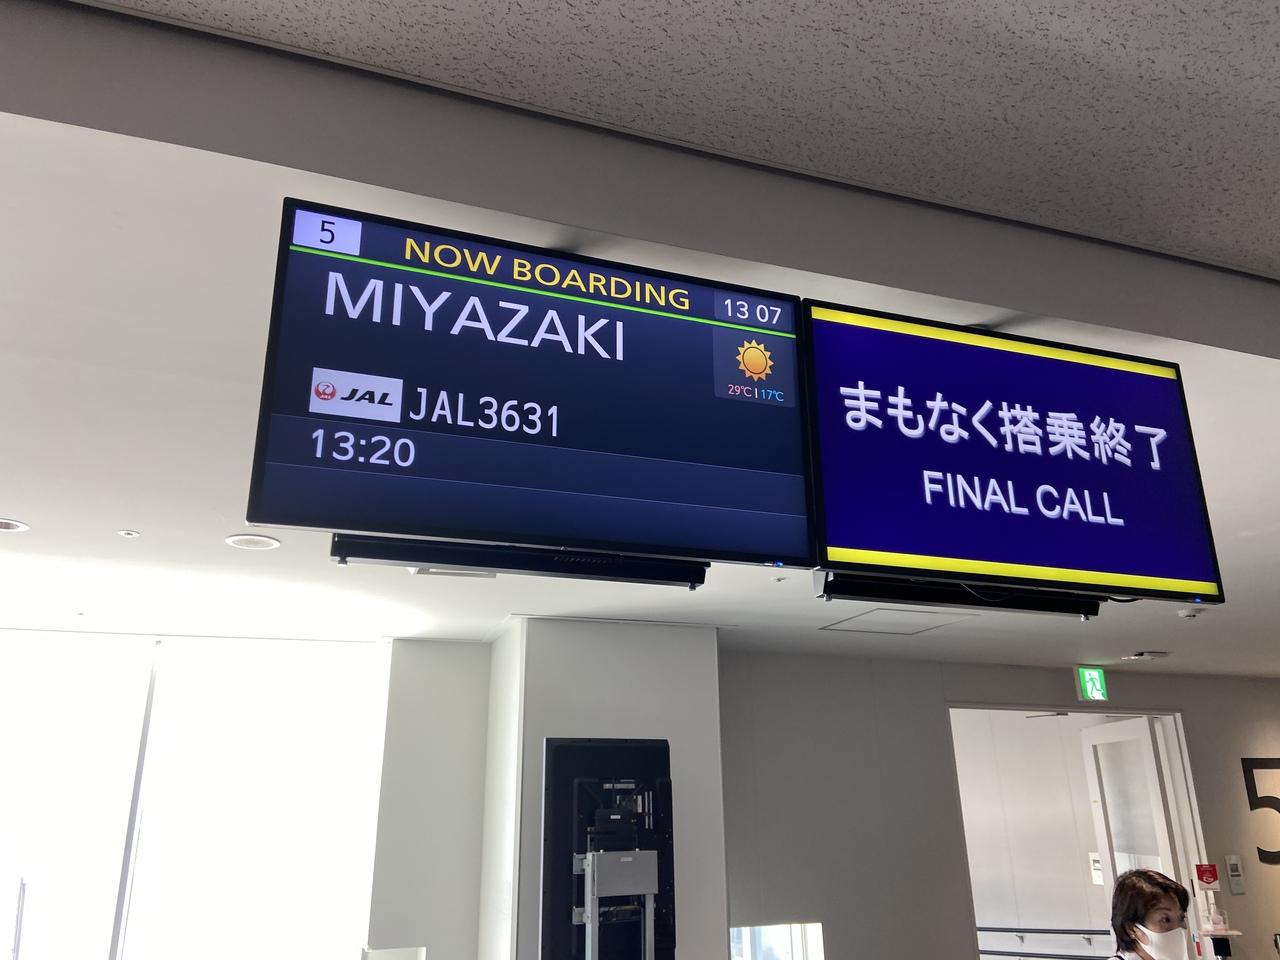 5
NOW BOARDING
13 07
MIYAZAKI
29℃ | 17℃
JAL JAL3631
13:20
まもなく搭乗終了
FINAL CALL
5